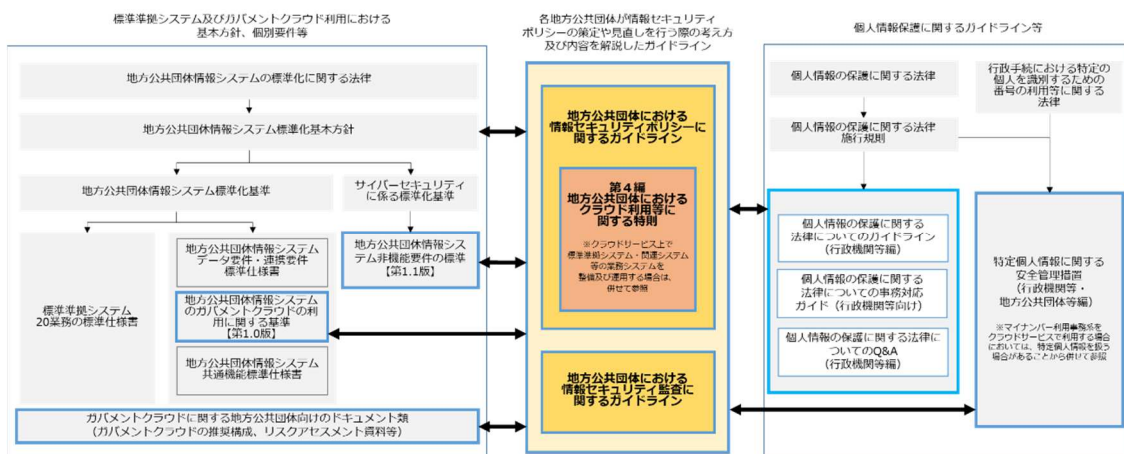 標準準拠システム及びガバメントクラウド利用における
基本方針、個別要件等
地方公共団体情報システムの標準化に関する法律
地方公共団体情報システム標準化基本方針
地方公共団体情報システム標準化基準
サイバーセキュリティ
に係る標準化基準
標準準拠システム
20業務の標準仕様書
地方公共団体情報システム
データ要件・連携要件
標準仕様書
地方公共団体情報システム
のガバメントクラウドの利
用に関する基準
【第1.0版】
地方公共団体情報システム
共通機能標準仕様書
地方公共団体情報シス
テム非機能要件の標準
【第1.1版】
ガバメントクラウドに関する地方公共団体向けのドキュメント類
(ガバメントクラウドの推奨構成、リスクアセスメント資料等)
各地方公共団体が情報セキュリティ
ポリシーの策定や見直しを行う際の考え方
及び内容を解説したガイドライン
地方公共団体における
情報セキュリティポリシーに
関するガイドライン
第4編
地方公共団体における
クラウド利用等に
関する特則
※クラウドサービス上で
標準準拠システム・関連システム
等の業務システムを
整備及び運用する場合は、
併せて参照
地方公共団体における
情報セキュリティ監査に
関するガイドライン
個人情報保護に関するガイドライン等
個人情報の保護に関する法律
個人情報の保護に関する法律
施行規則
行政手続における特定の
個人を識別するための
番号の利用等に関する
法律
個人情報の保護に関する
法律についてのガイドライン
(行政機関等編)
個人情報の保護に関する
法律についての事務対応
ガイド(行政機関等向け)
個人情報の保護に関する法律に
ついてのQ&A
(行政機関等編)
特定個人情報に関する
安全管理措置
(行政機関等・
地方公共団体等編)
※マイナンバー利用事務系を
クラウドサービスで利用する場合
においては、特定個人情報を扱う
場合があることから併せて参照